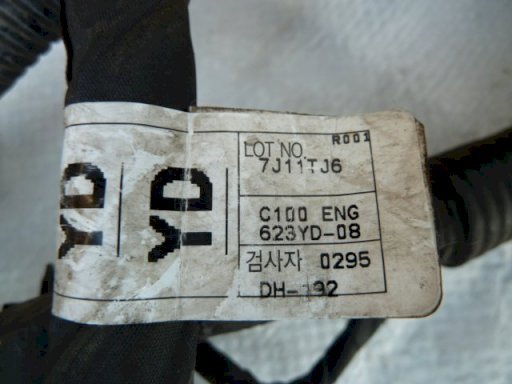 R001
LOT NO.
7J11TJ6
C100 ENG
623YD-08
검사자 0295
DH-192
YD
YD